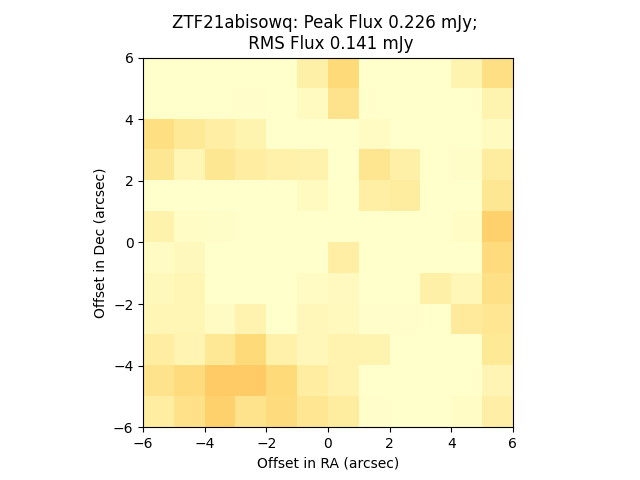 ZTF21abisowq: Peak Flux 0.226 mJy;
RMS Flux 0.141 mJy
6
4
2
0
−2
−4
−6
Offset in Dec (arcsec)
−6 −4 −2 0 2 4 6
Offset in RA (arcsec)